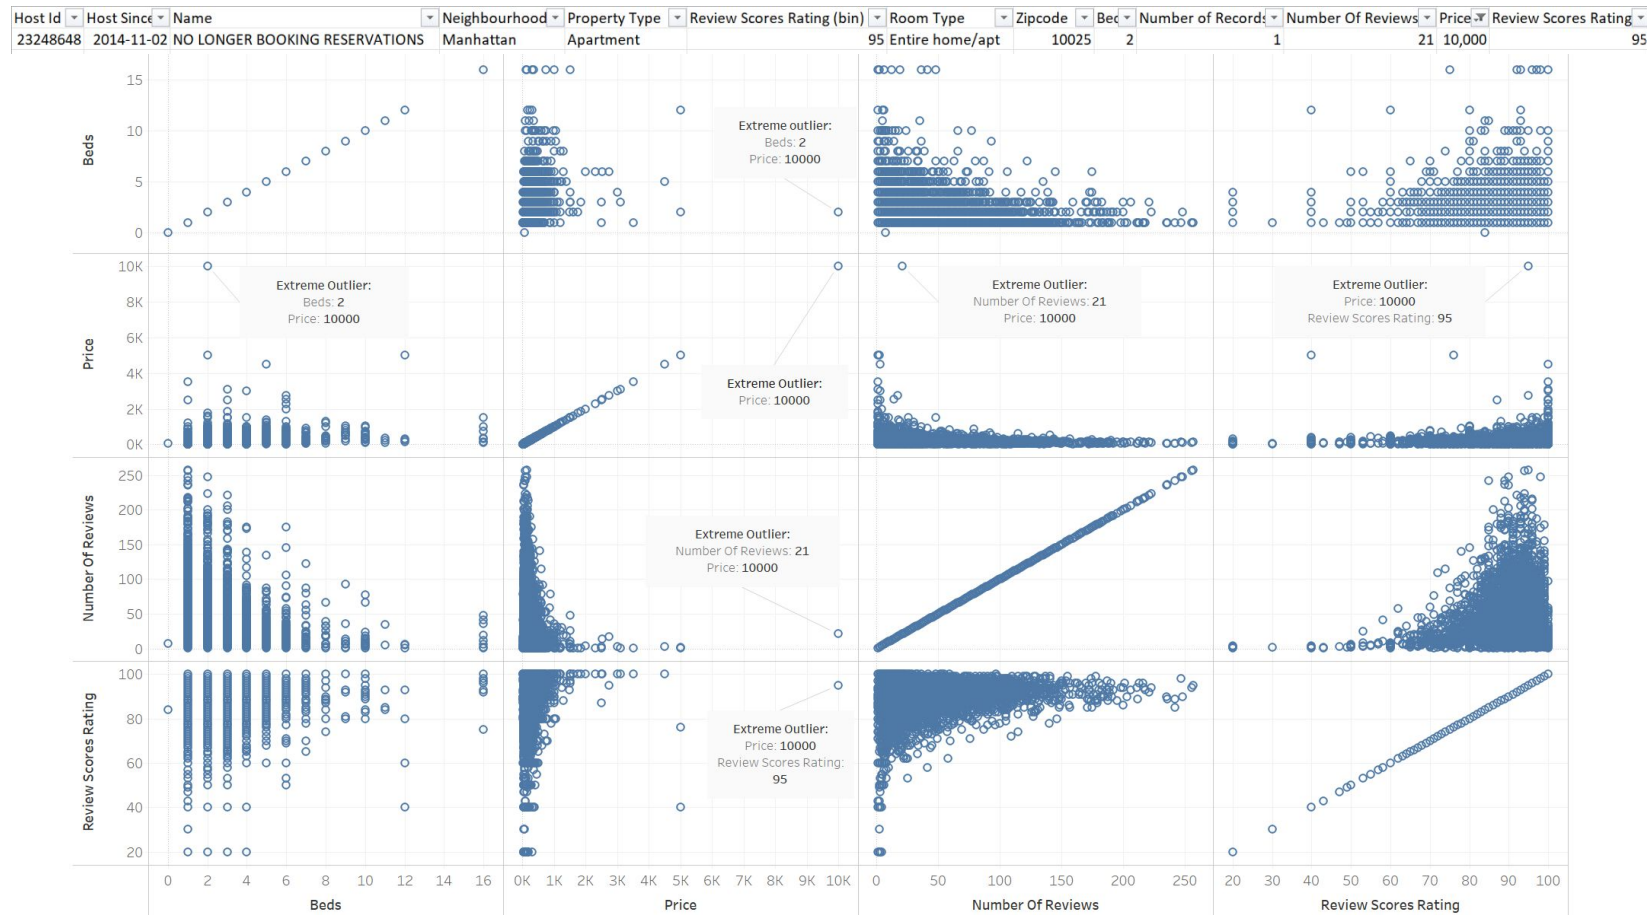 Host Id Host Since Name Neighbourhood Property Type Review Scores Rating (bin) Room Type Zipcode Bed Number of Records Number Of Reviews Price Review Scores Rating
23248648 2014-11-02 NO LONGER BOOKING RESERVATIONS Manhattan Apartment 95 Entire home/apt 10025 2 1 21 10,000 95
Beds
15
10
5
0
Extreme outlier:
Beds: 2
Price: 10000
Price
10K
8K
6K
4K
2K
0K
Extreme Outlier:
Beds: 2
Price: 10000
Extreme Outlier:
Price: 10000
Extreme Outlier:
Number Of Reviews: 21
Price: 10000
Extreme Outlier:
Price: 10000
Review Scores Rating: 95
Number Of Reviews
250
200
150
100
50
0
Extreme Outlier:
Number Of Reviews: 21
Price: 10000
Review Scores Rating
100
80
60
40
20
Extreme Outlier:
Price: 10000
Review Scores Rating:
95
0 2 4 6 8 10 12 14 16 0K 1K 2K 3K 4K 5K 6K 7K 8K 9K 10K 0 50 100 150 200 250 20 30 40 50 60 70 80 90 100
Beds Price Number Of Reviews Review Scores Rating